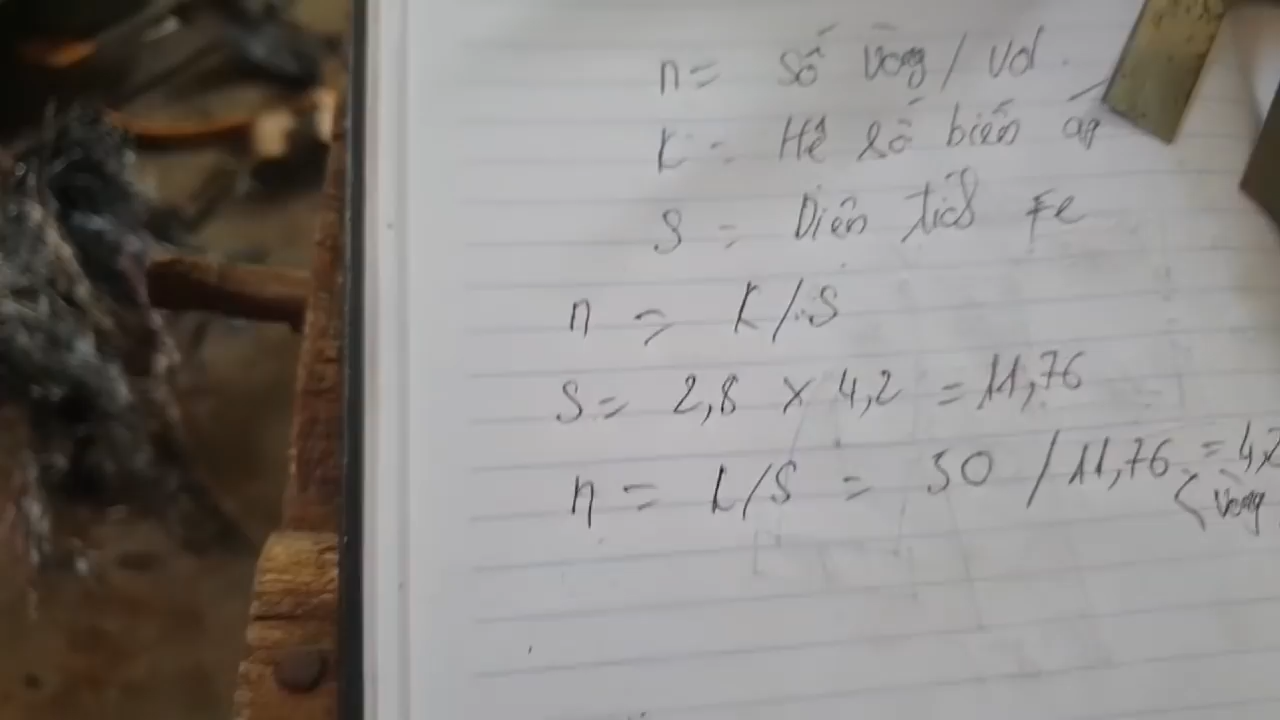 n = Số vòng / Vol
K = Hệ số biến áp
S = Diện tích Fe
n = K/S
S = 2,8 x 4,2 = 11,76
n = K/S = 50 / 11,76 = 4,2
(vòng